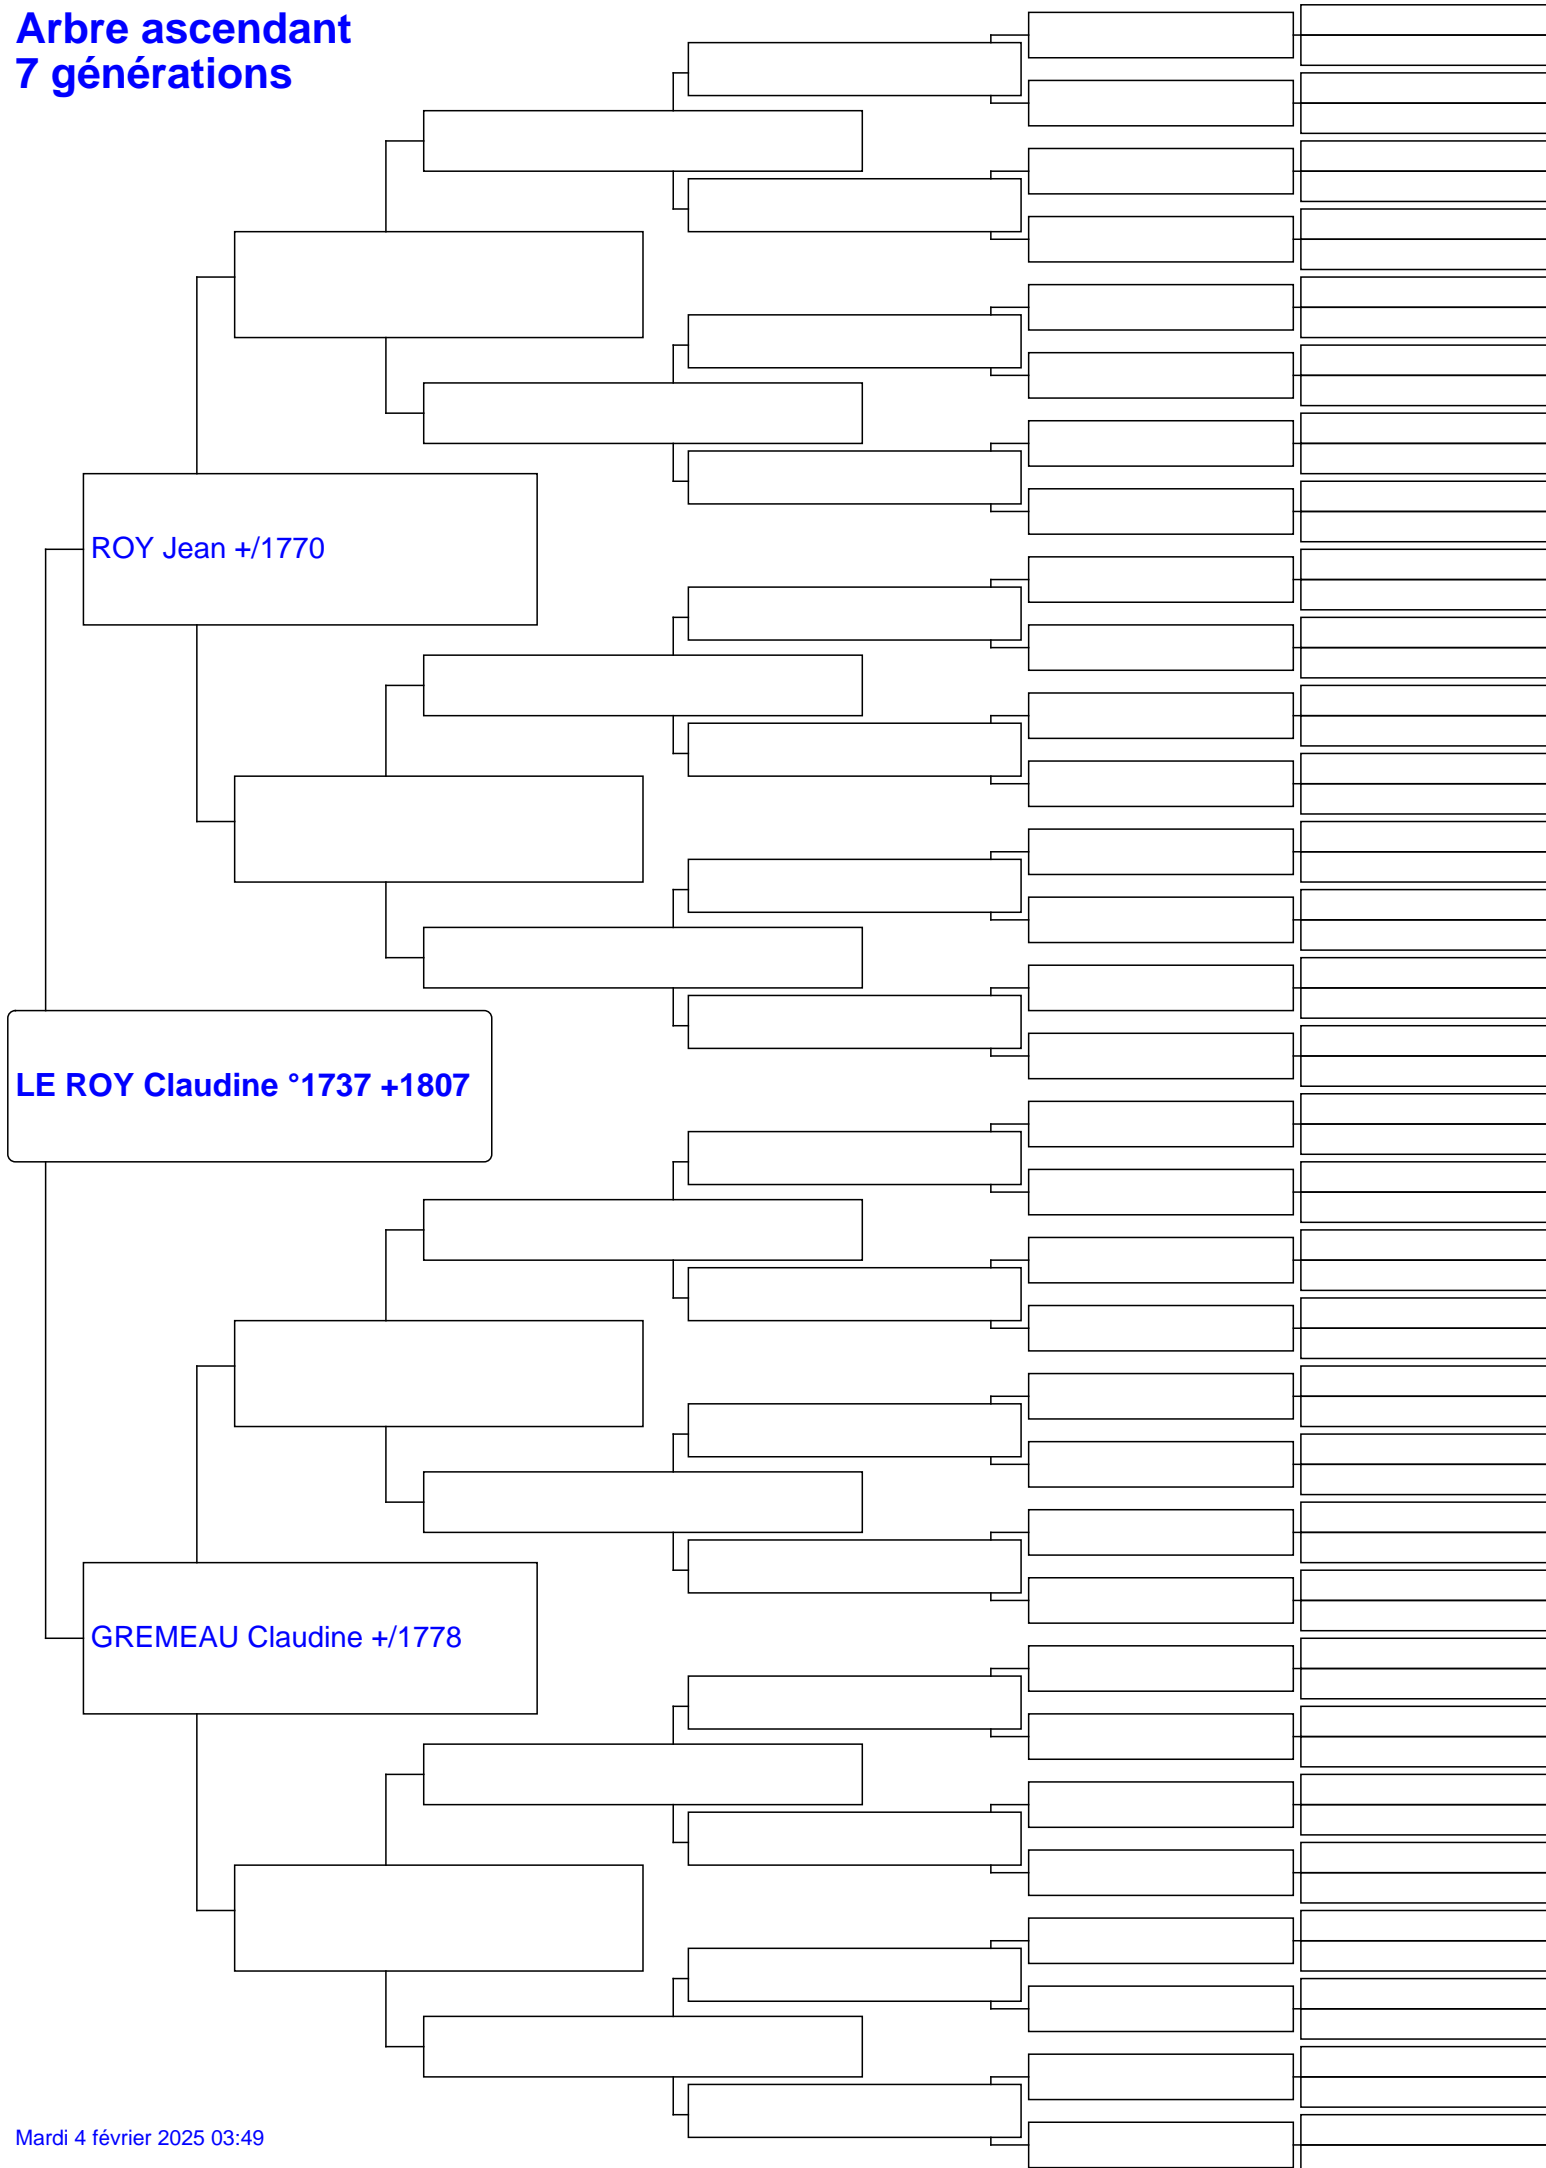 Arbre ascendant
7 générations
ROY Jean +/1770
LE ROY Claudine °1737 +1807
GREMEAU Claudine +/1778
Mardi 4 février 2025 03:49